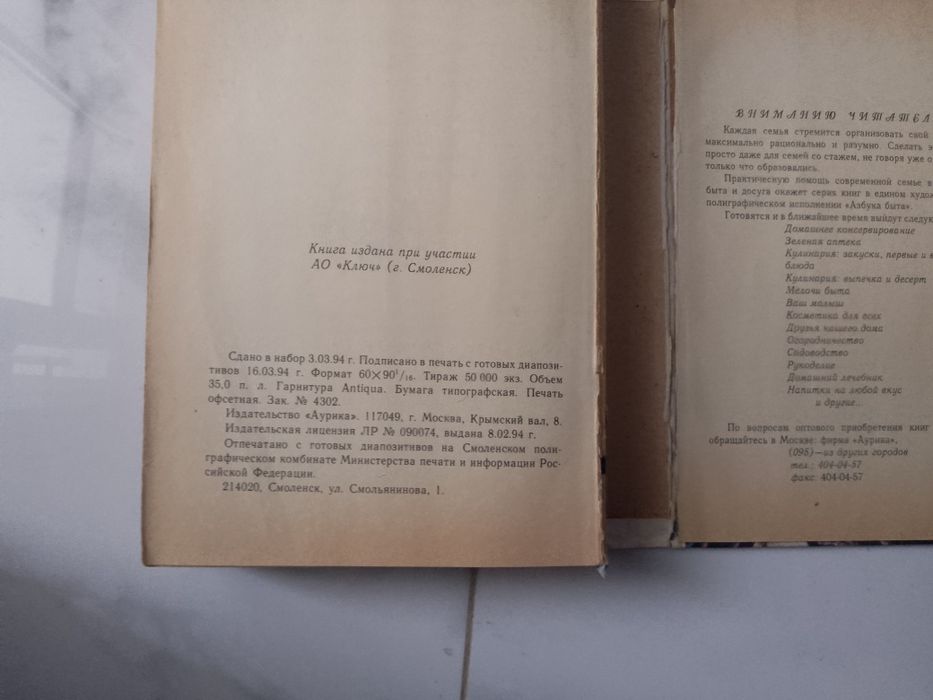 Книга издана при участии
АО «Ключ» (г. Смоленск)
Сдано в набор 3.03.94 г. Подписано в печать с готовых диапози-
тивов 16.03.94 г. Формат 60×90¹/₁₆. Тираж 50 000 экз. Объем
35,0 п. л. Гарнитура Antiqua. Бумага типографская. Печать
офсетная. Зак. № 4302.
Издательство «Аурика». 117049, г. Москва, Крымский вал, 8.
Издательская лицензия ЛР № 090074, выдана 8.02.94 г.
Отпечатано с готовых диапозитивов на Смоленском поли-
графическом комбинате Министерства печати и информации Рос-
сийской Федерации.
214020, Смоленск, ул. Смольянинова, 1.
ВНИМАНИЮ ЧИТАТЕЛ
Каждая семья стремится организовать свой
максимально рационально и разумно. Сделать э
просто даже для семей со стажем, не говоря уже о
только что образовались.
Практическую помощь современной семье в
быта и досуга окажет серия книг в едином худож
полиграфическом исполнении «Азбука быта».
Готовятся и в ближайшее время выйдут следую
Домашнее консервирование
Зеленая аптека
Кулинария: закуски, первые и в
блюда
Кулинария: выпечка и десерт
Мелочи быта
Ваш малыш
Косметика для всех
Друзья нашего дома
Огородничество
Садоводство
Рукоделие
Домашний лечебник
Напитки на любой вкус
и другие...
По вопросам оптового приобретения книг
обращайтесь в Москве: фирма «Аурика».
(095)—из других городов
тел.: 404-04-57
факс: 404-04-57